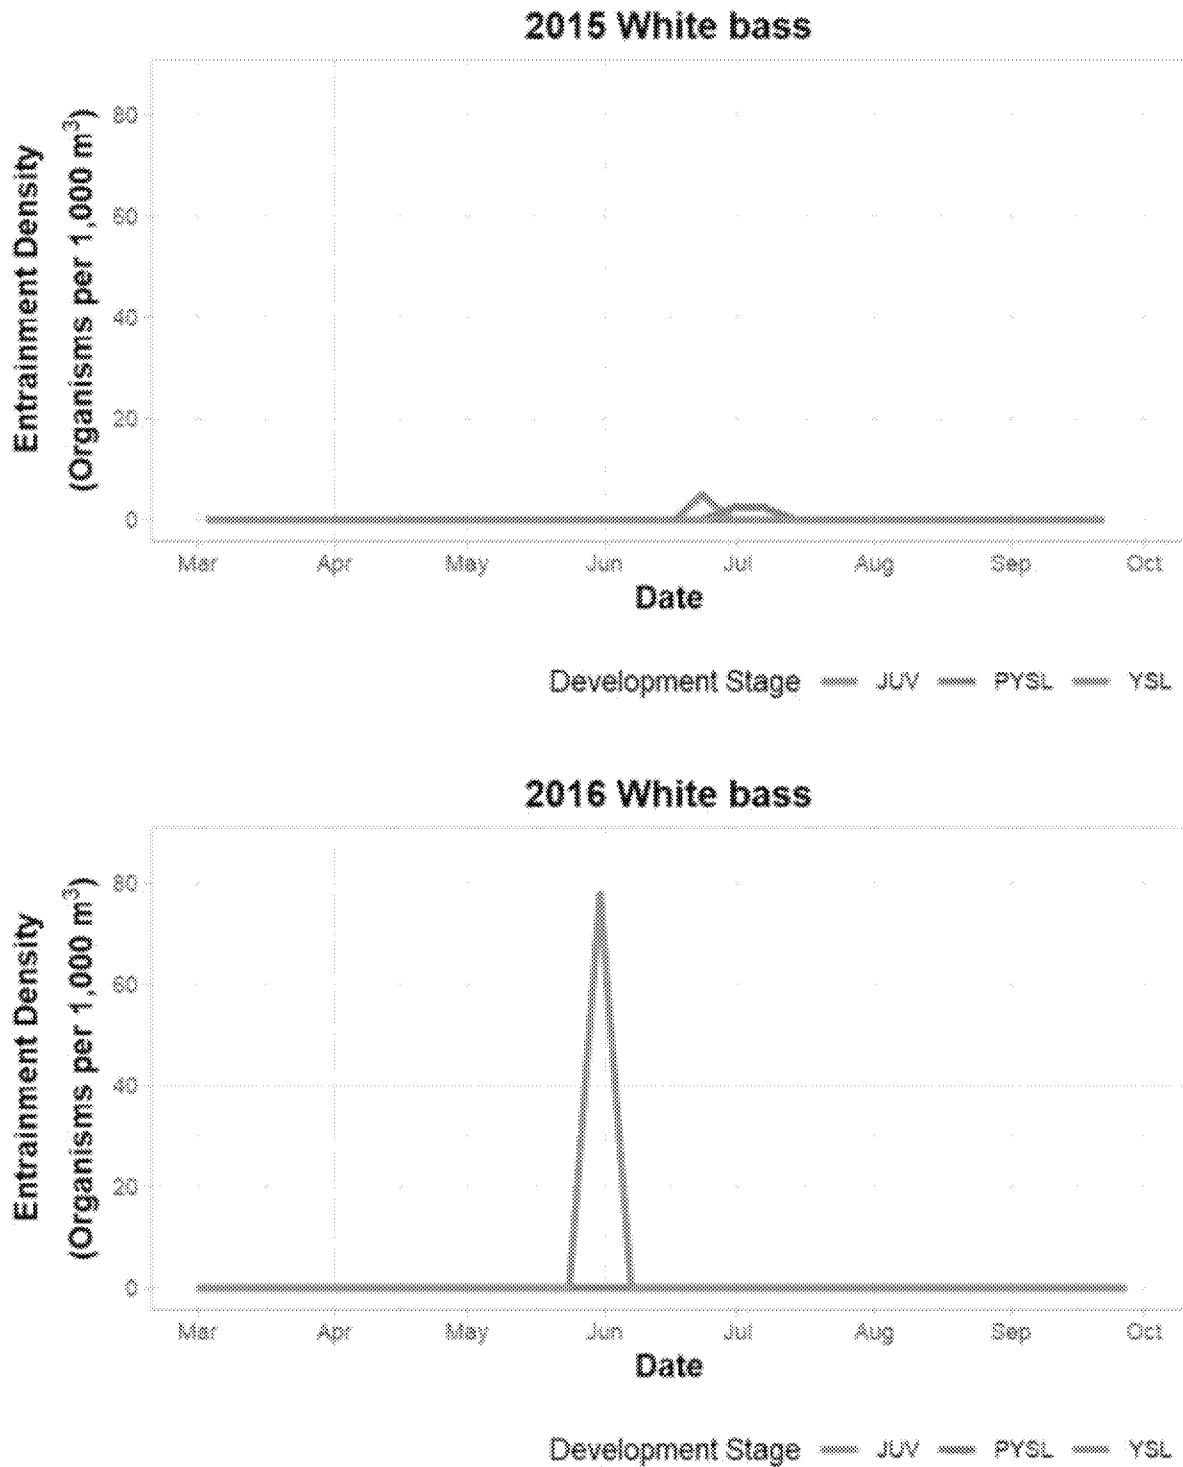 2015 White bass
Entrainment Density
(Organisms per 1,000 m³)
80
60
40
20
0
Mar Apr May Jun Jul Aug Sep Oct
Date
Development Stage JUV PYSL YSL
2016 White bass
Entrainment Density
(Organisms per 1,000 m³)
80
60
40
20
0
Mar Apr May Jun Jul Aug Sep Oct
Date
Development Stage JUV PYSL YSL